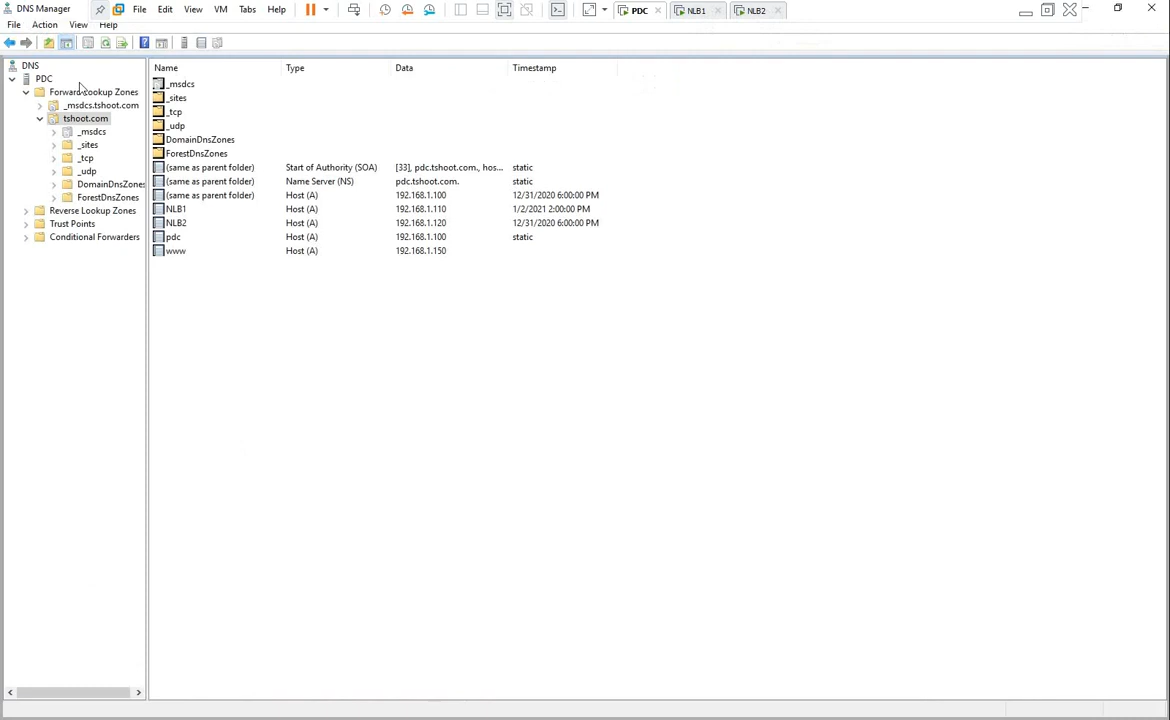 DNS Manager
File Edit View VM Tabs Help
PDC
NLB1
NLB2
File Action View Help
DNS
PDC
Forward Lookup Zones
_msdcs.tshoot.com
tshoot.com
_msdcs
_sites
_tcp
_udp
DomainDnsZones
ForestDnsZones
Reverse Lookup Zones
Trust Points
Conditional Forwarders
Name Type Data Timestamp
_msdcs
_sites
_tcp
_udp
DomainDnsZones
ForestDnsZones
(same as parent folder) Start of Authority (SOA) [33], pdc.tshoot.com., hos... static
(same as parent folder) Name Server (NS) pdc.tshoot.com. static
(same as parent folder) Host (A) 192.168.1.100 12/31/2020 6:00:00 PM
NLB1 Host (A) 192.168.1.110 1/2/2021 2:00:00 PM
NLB2 Host (A) 192.168.1.120 12/31/2020 6:00:00 PM
pdc Host (A) 192.168.1.100 static
www Host (A) 192.168.1.150